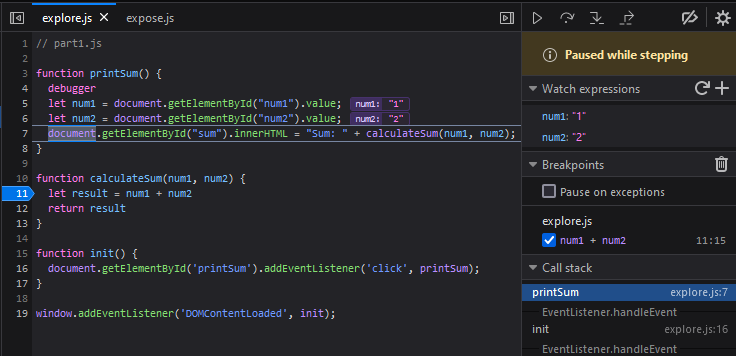 explore.js expose.js
1 // part1.js
2
3 function printSum() {
4 debugger
5 let num1 = document.getElementById("num1").value; num1: "1"
6 let num2 = document.getElementById("num2").value; num2: "2"
7 document.getElementById("sum").innerHTML = "Sum: " + calculateSum(num1, num2);
8 }
9
10 function calculateSum(num1, num2) {
11 let result = num1 + num2
12 return result
13 }
14
15 function init() {
16 document.getElementById('printSum').addEventListener('click', printSum);
17 }
18
19 window.addEventListener('DOMContentLoaded', init);
Paused while stepping
Watch expressions
num1: "1"
num2: "2"
Breakpoints
Pause on exceptions
explore.js
num1 + num2 11:15
Call stack
printSum explore.js:7
EventListener.handleEvent
init explore.js:16
EventListener.handleEvent